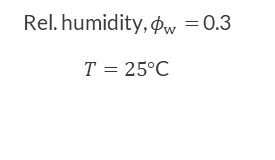 Rel. humidity, ϕw = 0.3
T = 25°C